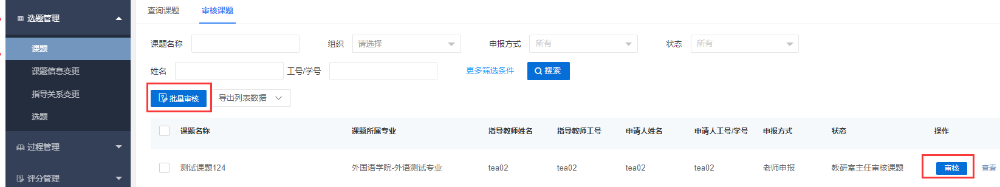 选题管理
课题
课题信息变更
指导关系变更
选题
过程管理
评分管理
查询课题 审核课题
课题名称 组织 请选择 申报方式 所有 状态 所有
姓名 工号/学号 更多筛选条件 搜索
批量审核 导出列表数据
课题名称 课题所属专业 指导教师姓名 指导教师工号 申请人姓名 申请人工号/学号 申报方式 状态 操作
测试课题124 外国语学院-外语测试专业 tea02 tea02 tea02 tea02 老师申报 教研室主任审核课题 审核 查看